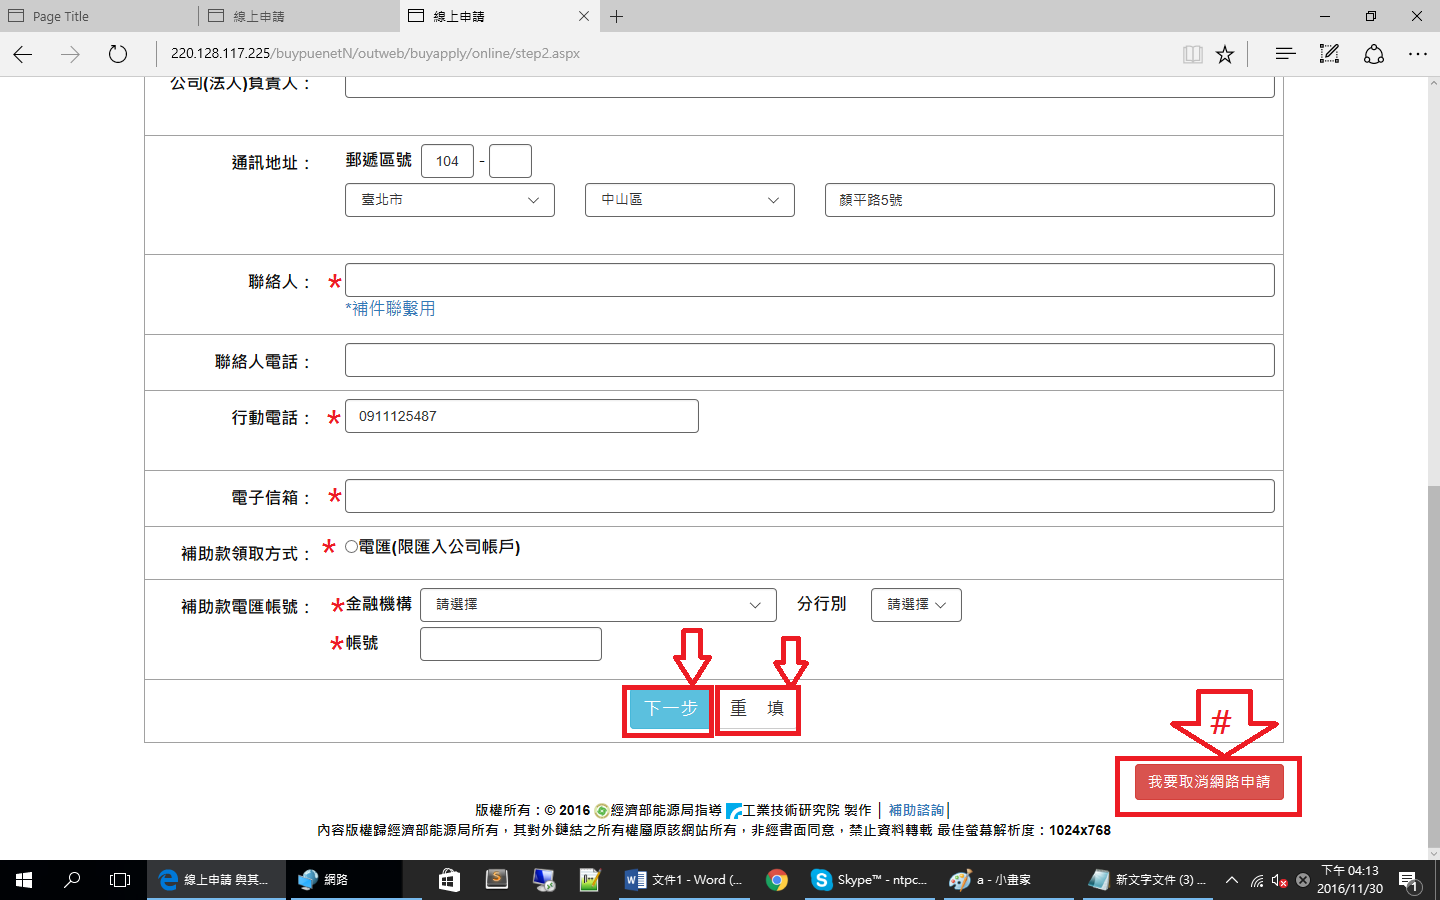 Page Title
線上申請
線上申請
220.128.117.225/buypuenetN/outweb/buyapply/online/step2.aspx
公司(法人)負責人：
通訊地址：
郵遞區號 104 -
臺北市 中山區 顏平路5號
聯絡人： *
*補件聯繫用
聯絡人電話：
行動電話： * 0911125487
電子信箱： *
補助款領取方式： * 電匯(限匯入公司帳戶)
補助款電匯帳號： *金融機構 請選擇 分行別 請選擇
*帳號
下一步 重 填
#
我要取消網路申請
版權所有：© 2016 經濟部能源局指導 工業技術研究院 製作 | 補助諮詢|
內容版權歸經濟部能源局所有，其對外鏈結之所有權屬原該網站所有，非經書面同意，禁止資料轉載 最佳螢幕解析度：1024x768
線上申請 與其... 網路 文件1 - Word (... Skype™ - ntpc... a - 小畫家 新文字文件 (3) ...
下午 04:13
2016/11/30
1